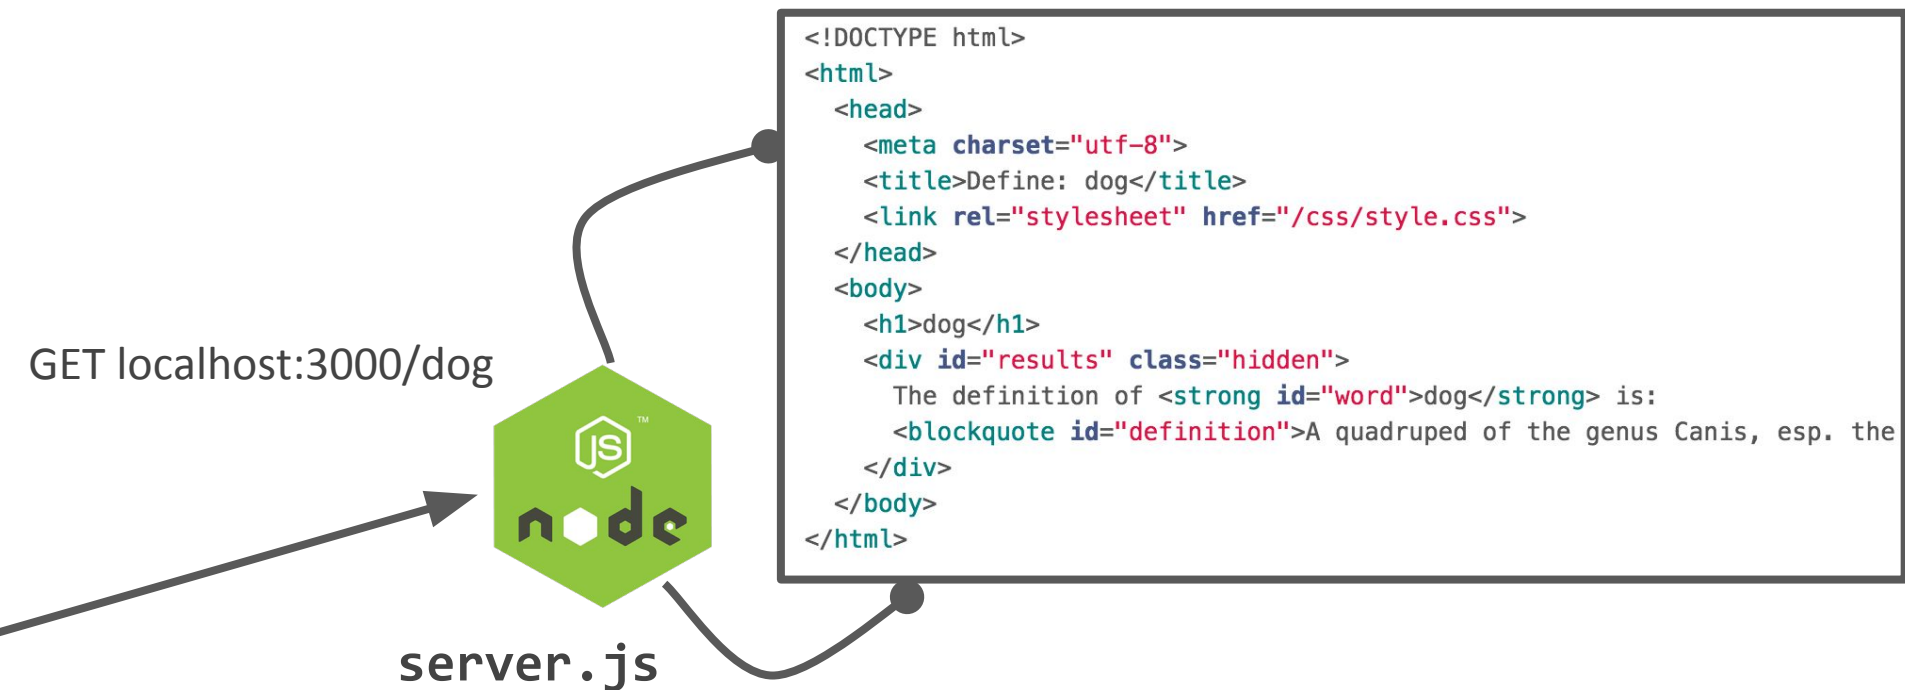 <!DOCTYPE html>
<html>
<head>
<meta charset="utf-8">
<title>Define: dog</title>
<link rel="stylesheet" href="/css/style.css">
</head>
<body>
<h1>dog</h1>
<div id="results" class="hidden">
The definition of <strong id="word">dog</strong> is:
<blockquote id="definition">A quadruped of the genus Canis, esp. the
</div>
</body>
</html>
GET localhost:3000/dog
JS ™
node
server.js